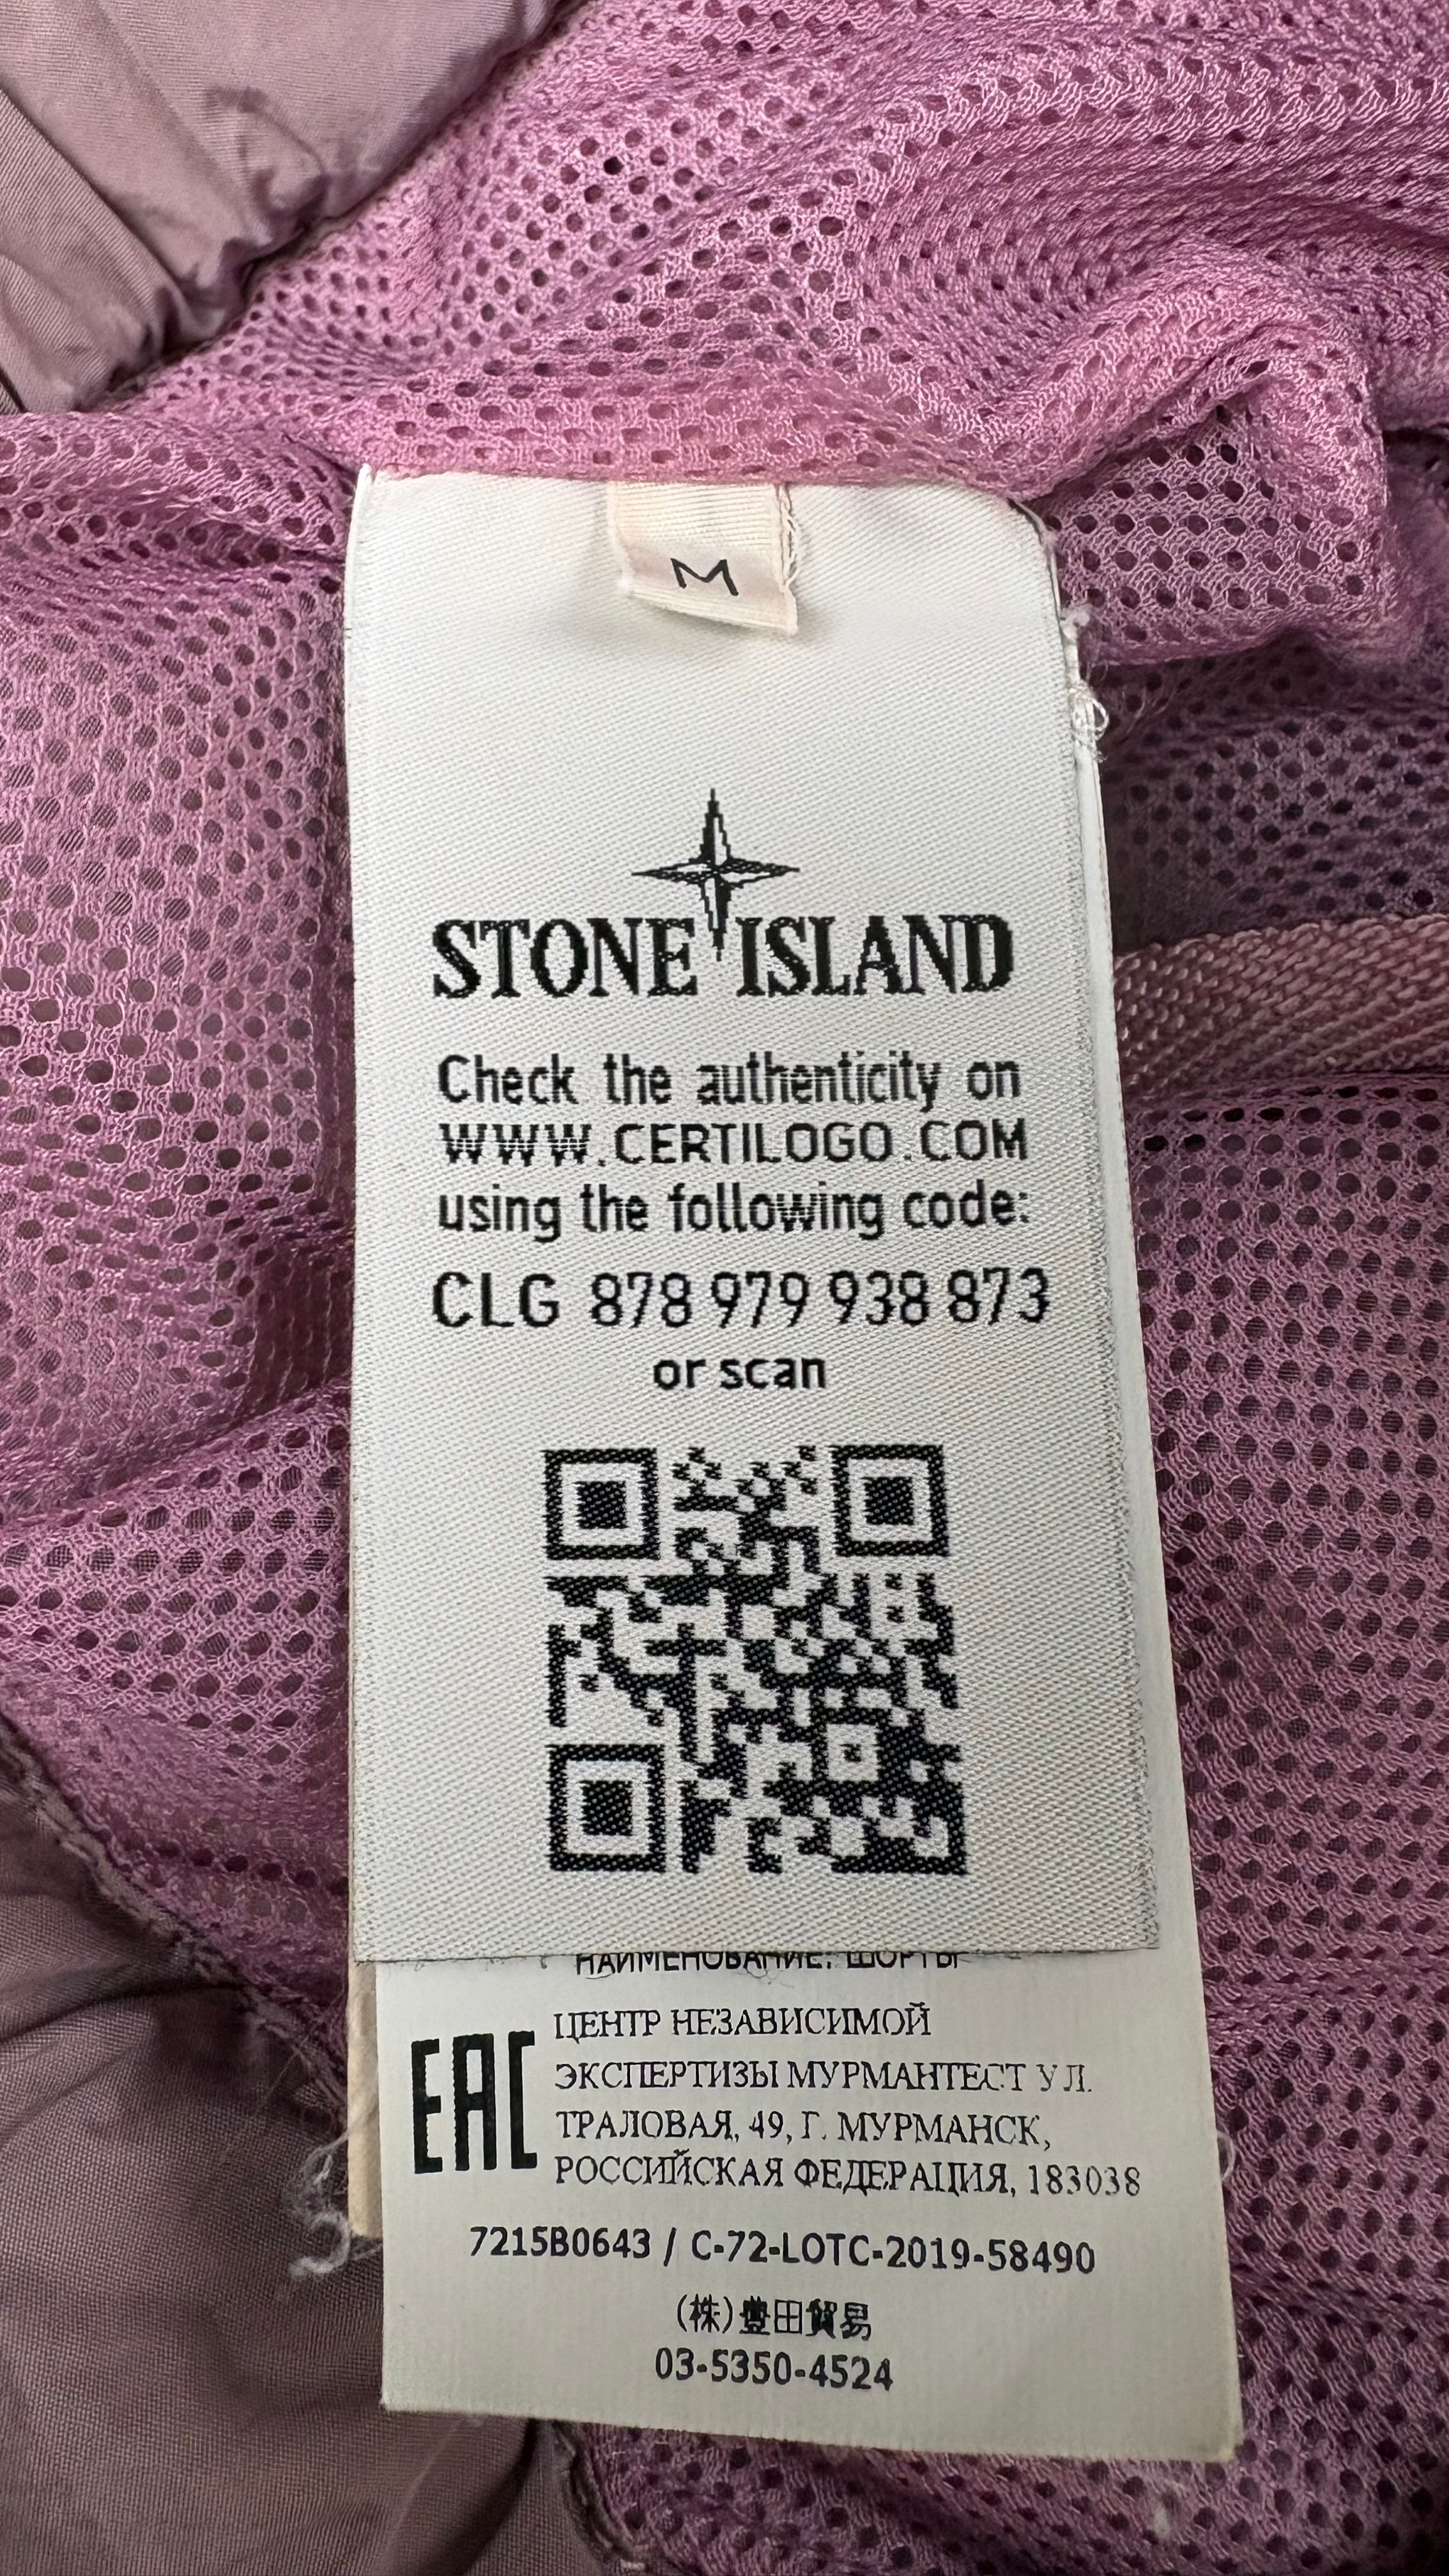 M
STONE ISLAND
Check the authenticity on
WWW.CERTILOGO.COM
using the following code:
CLG 878 979 938 873
or scan
НАИМЕНОВАНИЕ: ШОРТЫ
EAC
ЦЕНТР НЕЗАВИСИМОЙ
ЭКСПЕРТИЗЫ МУРМАНТЕСТ УЛ.
ТРАЛОВАЯ, 49, Г. МУРМАНСК,
РОССИЙСКАЯ ФЕДЕРАЦИЯ, 183038
7215B0643 / C-72-LOTC-2019-58490
(株)豊田貿易
03-5350-4524